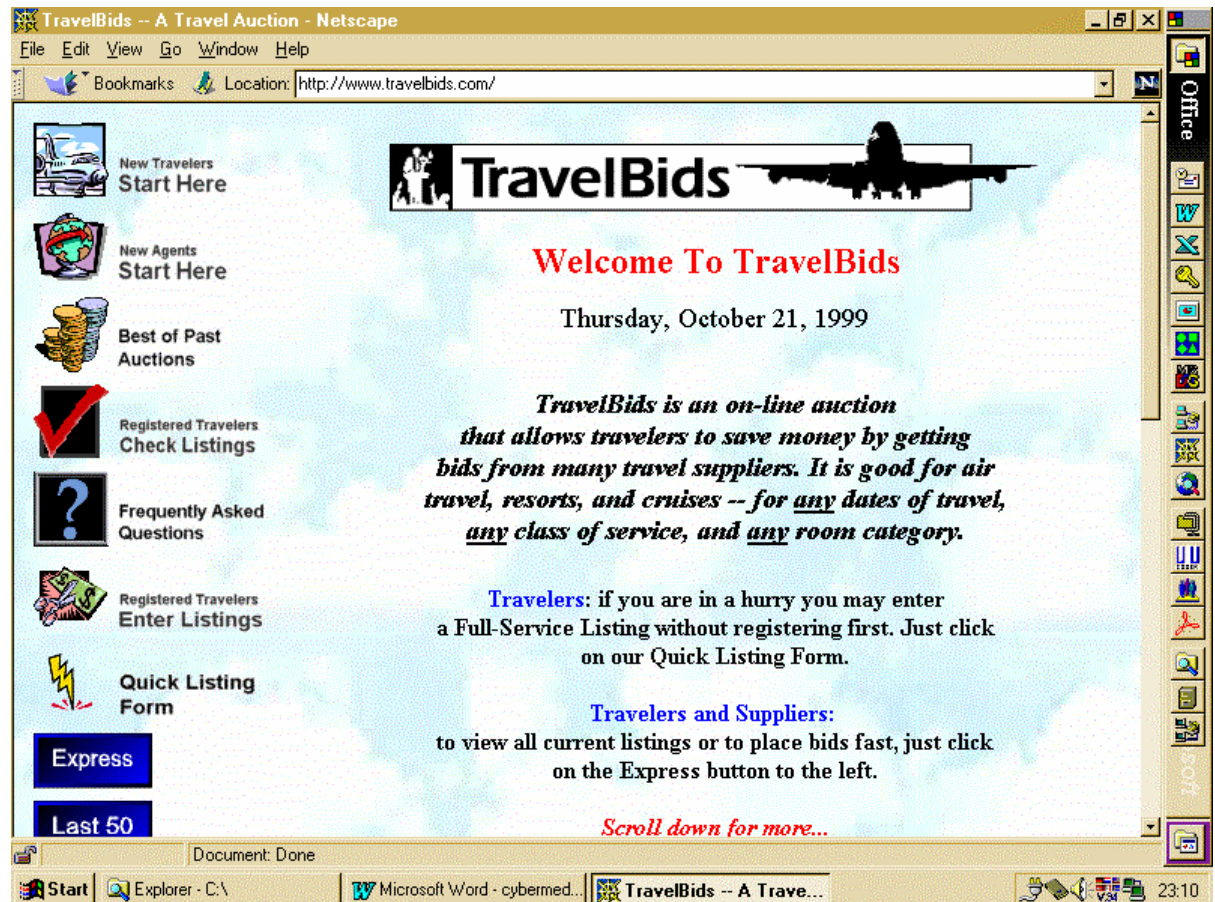 TravelBids -- A Travel Auction - Netscape
File Edit View Go Window Help
Bookmarks Location: http://www.travelbids.com/ N
Office
New Travelers
Start Here
New Agents
Start Here
Best of Past
Auctions
Registered Travelers
Check Listings
Frequently Asked
Questions
Registered Travelers
Enter Listings
Quick Listing
Form
Express
Last 50
TravelBids
Welcome To TravelBids
Thursday, October 21, 1999
TravelBids is an on-line auction
that allows travelers to save money by getting
bids from many travel suppliers. It is good for air
travel, resorts, and cruises -- for any dates of travel,
any class of service, and any room category.
Travelers: if you are in a hurry you may enter
a Full-Service Listing without registering first. Just click
on our Quick Listing Form.
Travelers and Suppliers:
to view all current listings or to place bids fast, just click
on the Express button to the left.
Scroll down for more...
Document: Done
Start Explorer - C:\ Microsoft Word - cybermed... TravelBids -- A Trave... 23:10